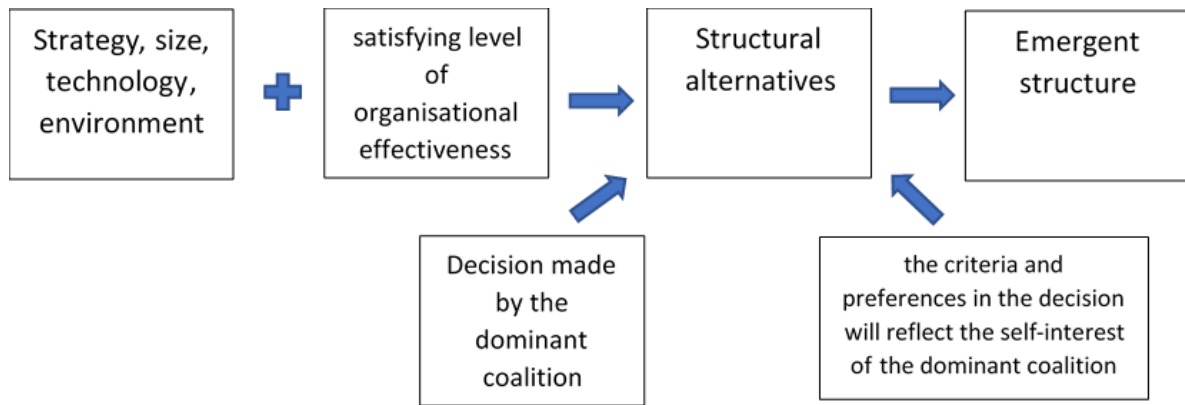 Strategy, size,
technology,
environment
satisfying level
of
organisational
effectiveness
Structural
alternatives
Emergent
structure
Decision made
by the
dominant
coalition
the criteria and
preferences in the decision
will reflect the self-interest
of the dominant coalition